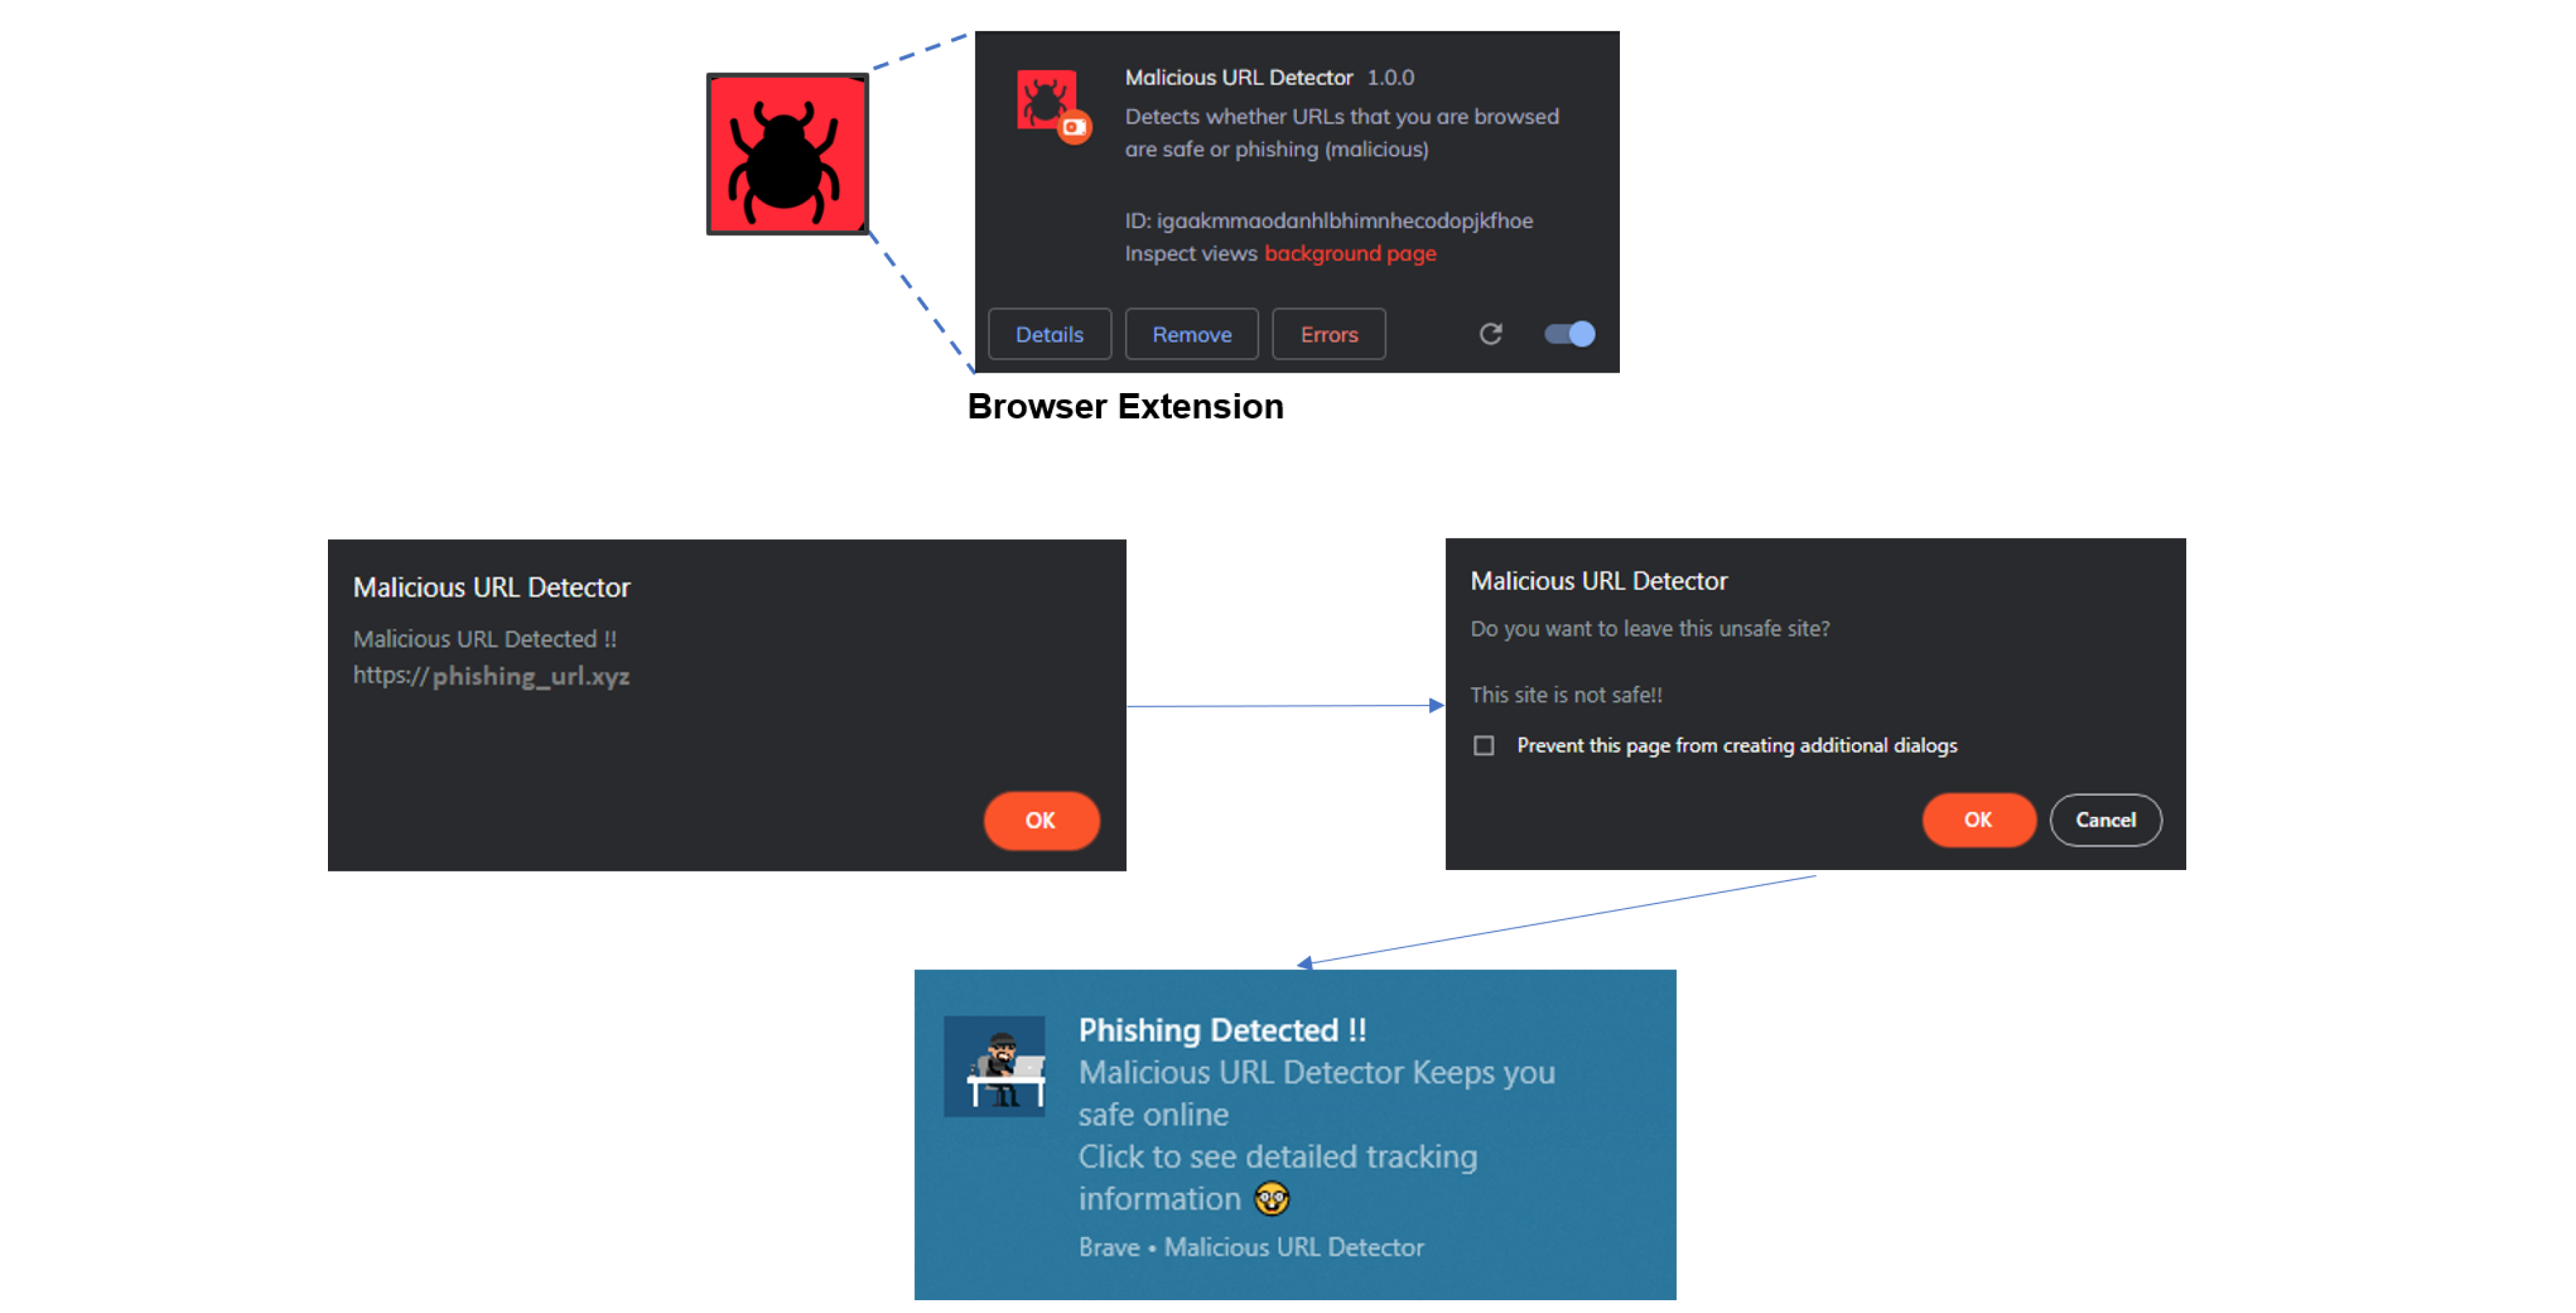 Malicious URL Detector 1.0.0
Detects whether URLs that you are browsed
are safe or phishing (malicious)
ID: igaakmmaodanhlbhimnhecodopjkfhoe
Inspect views background page
Details Remove Errors
Browser Extension
Malicious URL Detector
Malicious URL Detected !!
https://phishing_url.xyz
OK
Malicious URL Detector
Do you want to leave this unsafe site?
This site is not safe!!
Prevent this page from creating additional dialogs
OK Cancel
Phishing Detected !!
Malicious URL Detector Keeps you
safe online
Click to see detailed tracking
information 🥸
Brave • Malicious URL Detector